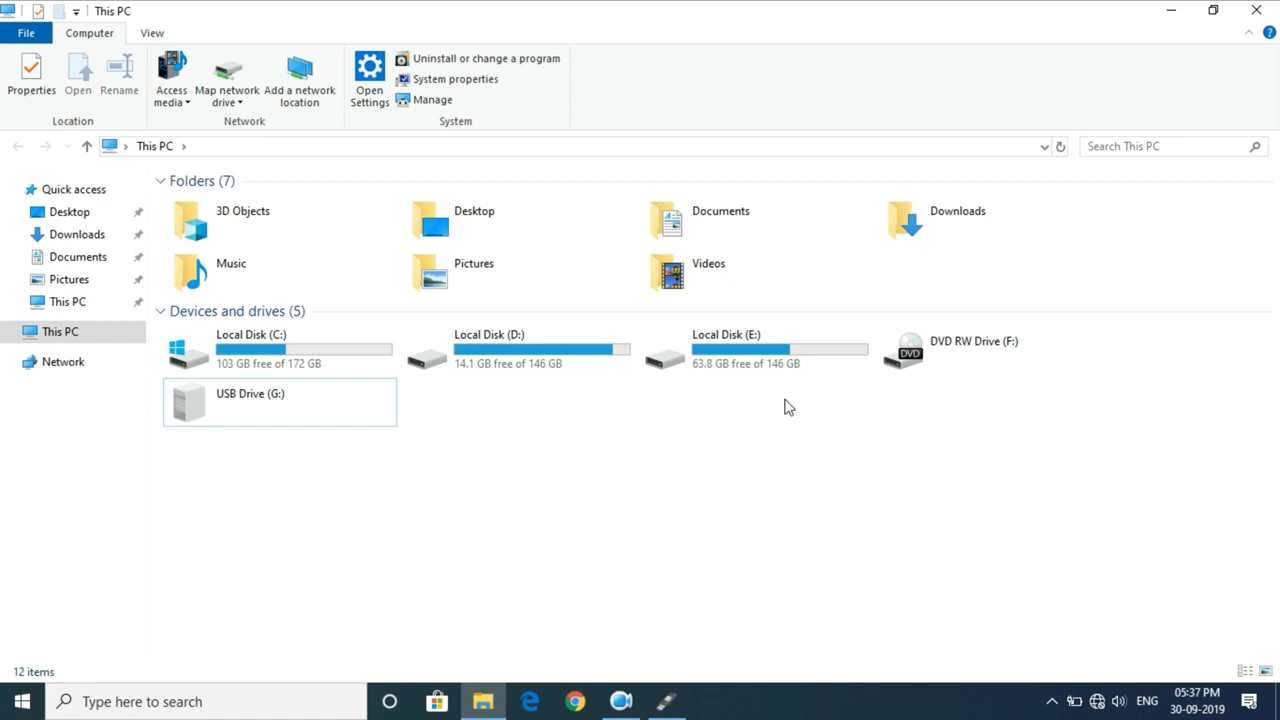 This PC
File
Computer
View
Properties
Open
Rename
Access media
Map network drive
Add a network location
Open Settings
Uninstall or change a program
System properties
Manage
Location
Network
System
This PC
Search This PC
Quick access
Desktop
Downloads
Documents
Pictures
This PC
This PC
Network
Folders (7)
3D Objects
Desktop
Documents
Downloads
Music
Pictures
Videos
Devices and drives (5)
Local Disk (C:)
103 GB free of 172 GB
Local Disk (D:)
14.1 GB free of 146 GB
Local Disk (E:)
63.8 GB free of 146 GB
DVD
DVD RW Drive (F:)
USB Drive (G:)
12 items
Type here to search
ENG
05:37 PM
30-09-2019